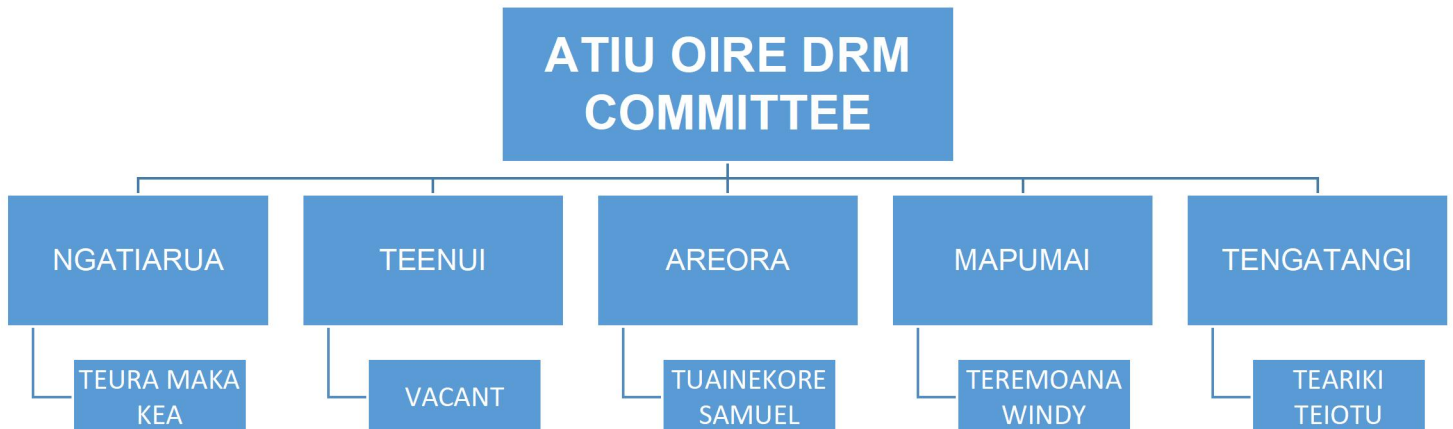 ATIU OIRE DRM
COMMITTEE
NGATIARUA
TEENUI
AREORA
MAPUMAI
TENGATANGI
TEURA MAKA
KEA
VACANT
TUAINEKORE
SAMUEL
TEREMOANA
WINDY
TEARIKI
TEIOTU